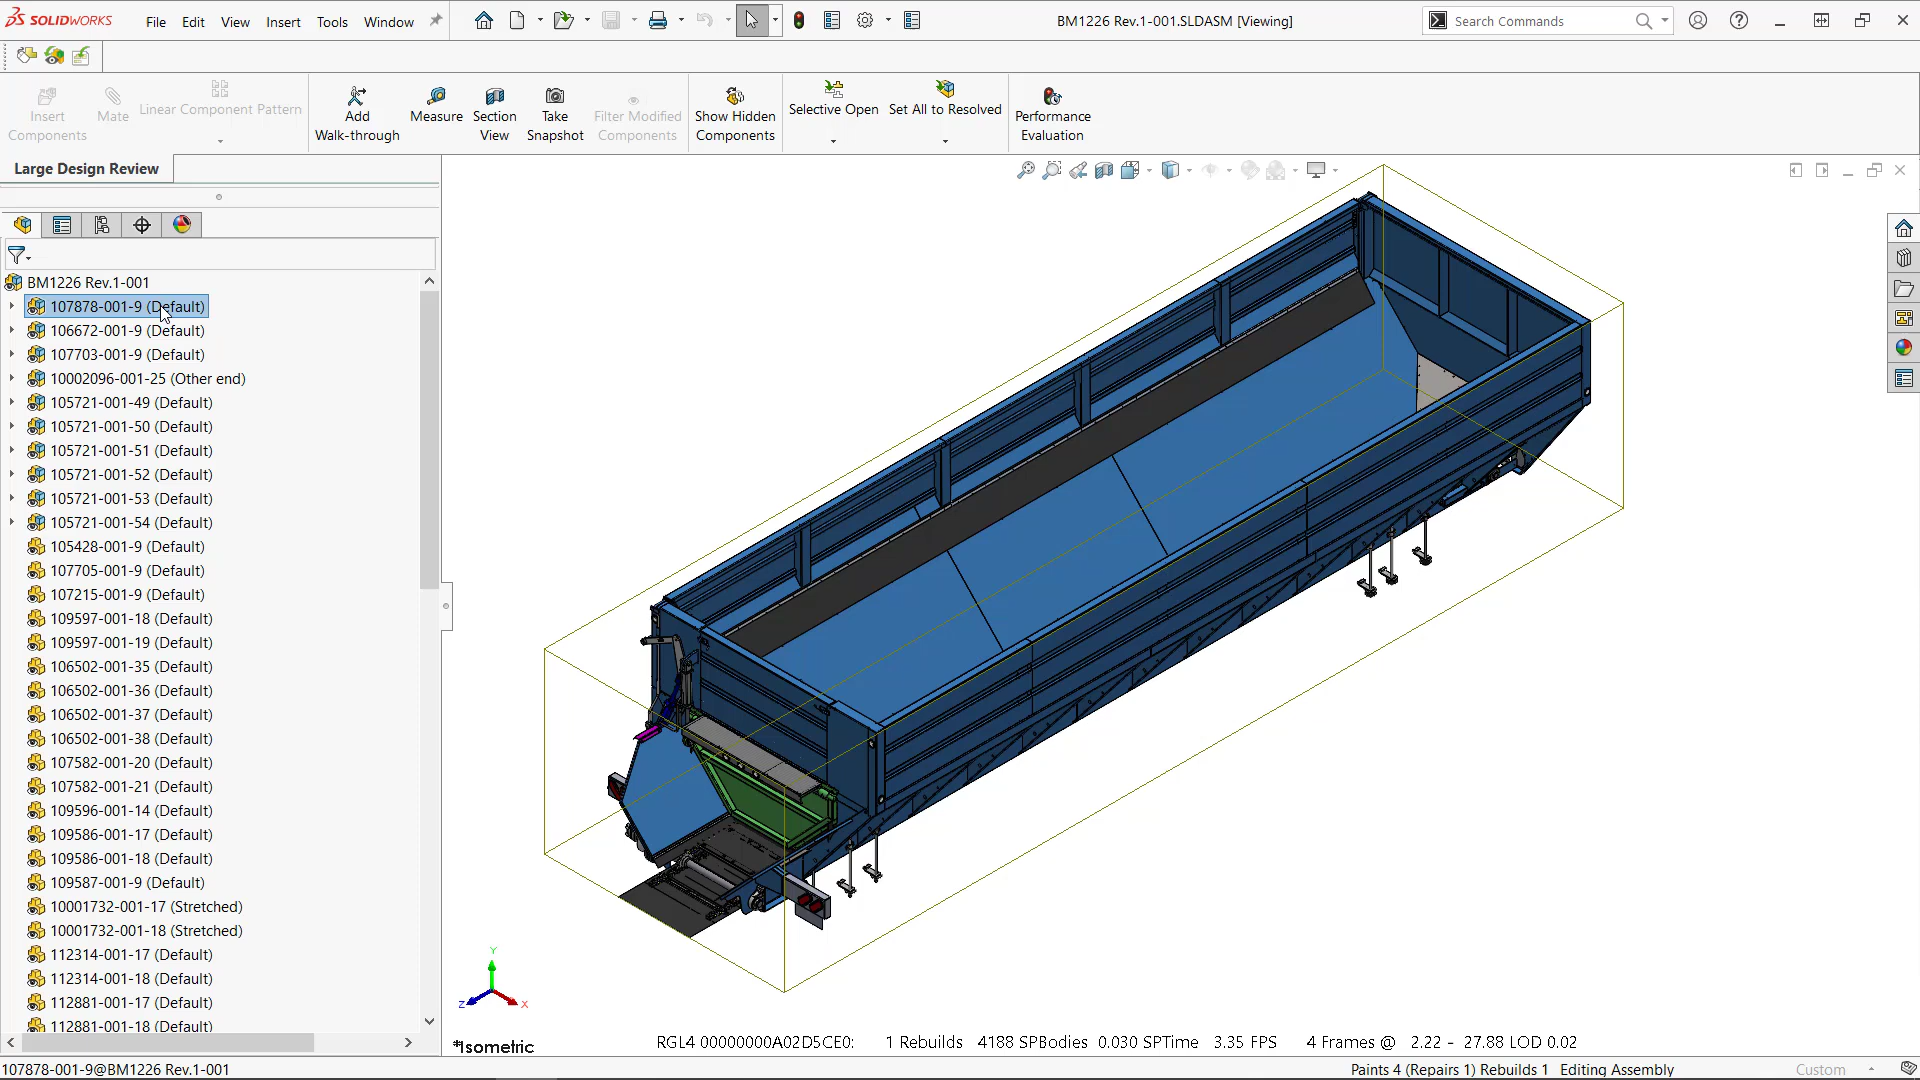 SOLIDWORKS File Edit View Insert Tools Window BM1226 Rev.1-001.SLDASM [Viewing] Search Commands
Insert Components
Mate
Linear Component Pattern
Add Walk-through
Measure
Section View
Take Snapshot
Filter Modified Components
Show Hidden Components
Selective Open
Set All to Resolved
Performance Evaluation
Large Design Review
BM1226 Rev.1-001
107878-001-9 (Default)
106672-001-9 (Default)
107703-001-9 (Default)
10002096-001-25 (Other end)
105721-001-49 (Default)
105721-001-50 (Default)
105721-001-51 (Default)
105721-001-52 (Default)
105721-001-53 (Default)
105721-001-54 (Default)
105428-001-9 (Default)
107705-001-9 (Default)
107215-001-9 (Default)
109597-001-18 (Default)
109597-001-19 (Default)
106502-001-35 (Default)
106502-001-36 (Default)
106502-001-37 (Default)
106502-001-38 (Default)
107582-001-20 (Default)
107582-001-21 (Default)
109596-001-14 (Default)
109586-001-17 (Default)
109586-001-18 (Default)
109587-001-9 (Default)
10001732-001-17 (Stretched)
10001732-001-18 (Stretched)
112314-001-17 (Default)
112314-001-18 (Default)
112881-001-17 (Default)
112881-001-18 (Default)
Y
Z
X
*Isometric
RGL4 00000000A02D5CE0: 1 Rebuilds 4188 SPBodies 0.030 SPTime 3.35 FPS 4 Frames @ 2.22 - 27.88 LOD 0.02
107878-001-9@BM1226 Rev.1-001 Paints 4 (Repairs 1) Rebuilds 1 Editing Assembly Custom